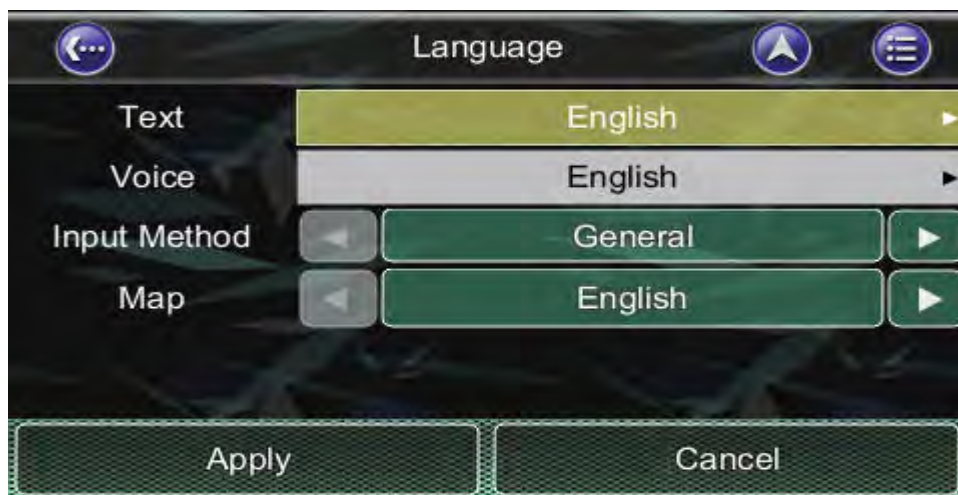 Language
Text English
Voice English
Input Method General
Map English
Apply Cancel